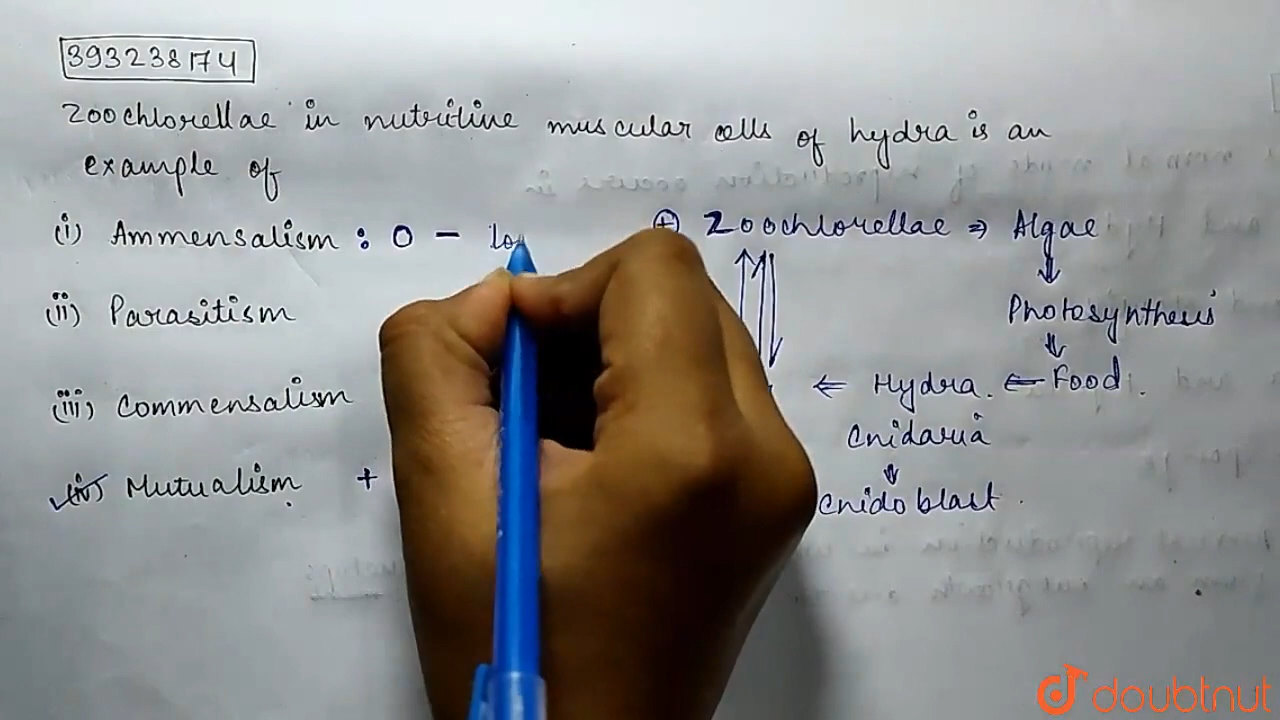 393238174
Zoochlorellae in nutritive muscular cells of hydra is an
example of
(i) Ammensalism : 0 -
(ii) Parasitism
(iii) Commensalism
(iv) Mutualism. +
+ Zoochlorellae ⇒ Algae
Photosynthesis
⇐ Hydra. ⇐ Food.
Cnidaria
Cnidoblast.
doubtnut